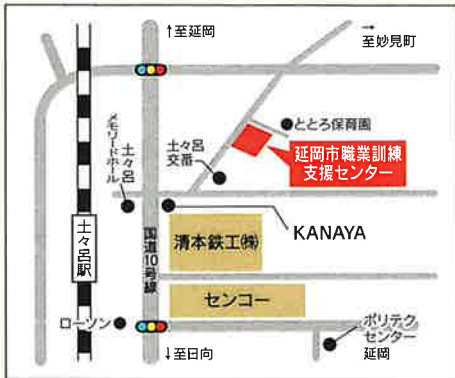 ↑至延岡
→
至妙見町
ととろ保育園
延岡市職業訓練
支援センター
土々呂
交番
土々呂
メモリードホール
KANAYA
清本鉄工㈱
土々呂駅
国道10号線
センコー
ローソン
ポリテク
センター
延岡
↓至日向